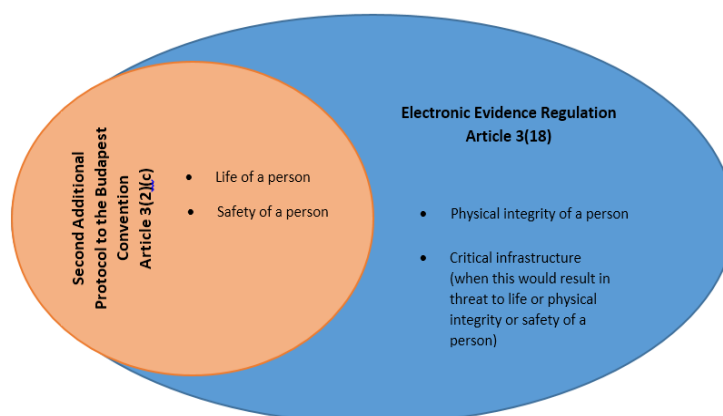 Second Additional
Protocol to the Budapest
Convention
Article 3(2)(c)
• Life of a person
• Safety of a person
Electronic Evidence Regulation
Article 3(18)
• Physical integrity of a person
• Critical infrastructure
(when this would result in
threat to life or physical
integrity or safety of a
person)